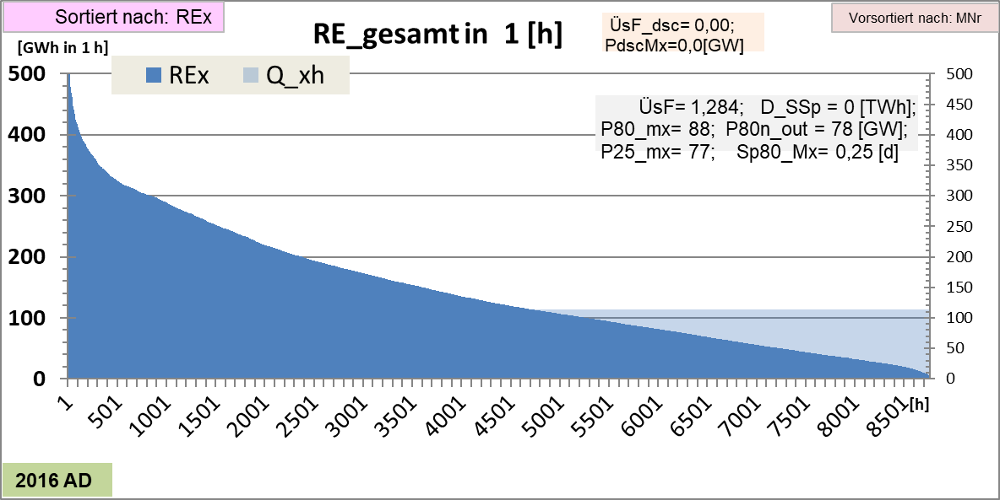 Sortiert nach: REx
RE_gesamt in 1 [h]
ÜsF_dsc= 0,00;
PdscMx=0,0[GW]
Vorsortiert nach: MNr
[GWh in 1 h]
REx Q_xh
ÜsF= 1,284; D_SSp = 0 [TWh];
P80_mx= 88; P80n_out = 78 [GW];
P25_mx= 77; Sp80_Mx= 0,25 [d]
500
400
300
200
100
0
500
450
400
350
300
250
200
150
100
50
0
1 501 1001 1501 2001 2501 3001 3501 4001 4501 5001 5501 6001 6501 7001 7501 8001 8501 [h]
2016 AD